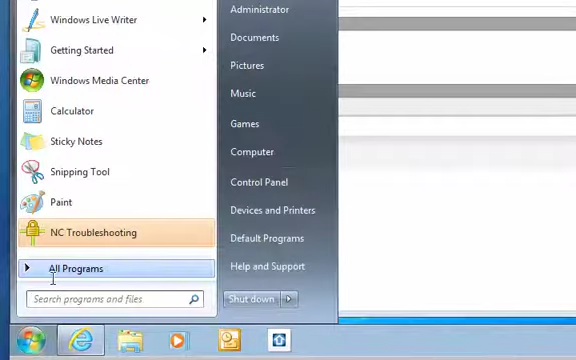 Windows Live Writer
Getting Started
Windows Media Center
Calculator
Sticky Notes
Snipping Tool
Paint
NC Troubleshooting
All Programs
Search programs and files
Administrator
Documents
Pictures
Music
Games
Computer
Control Panel
Devices and Printers
Default Programs
Help and Support
Shut down